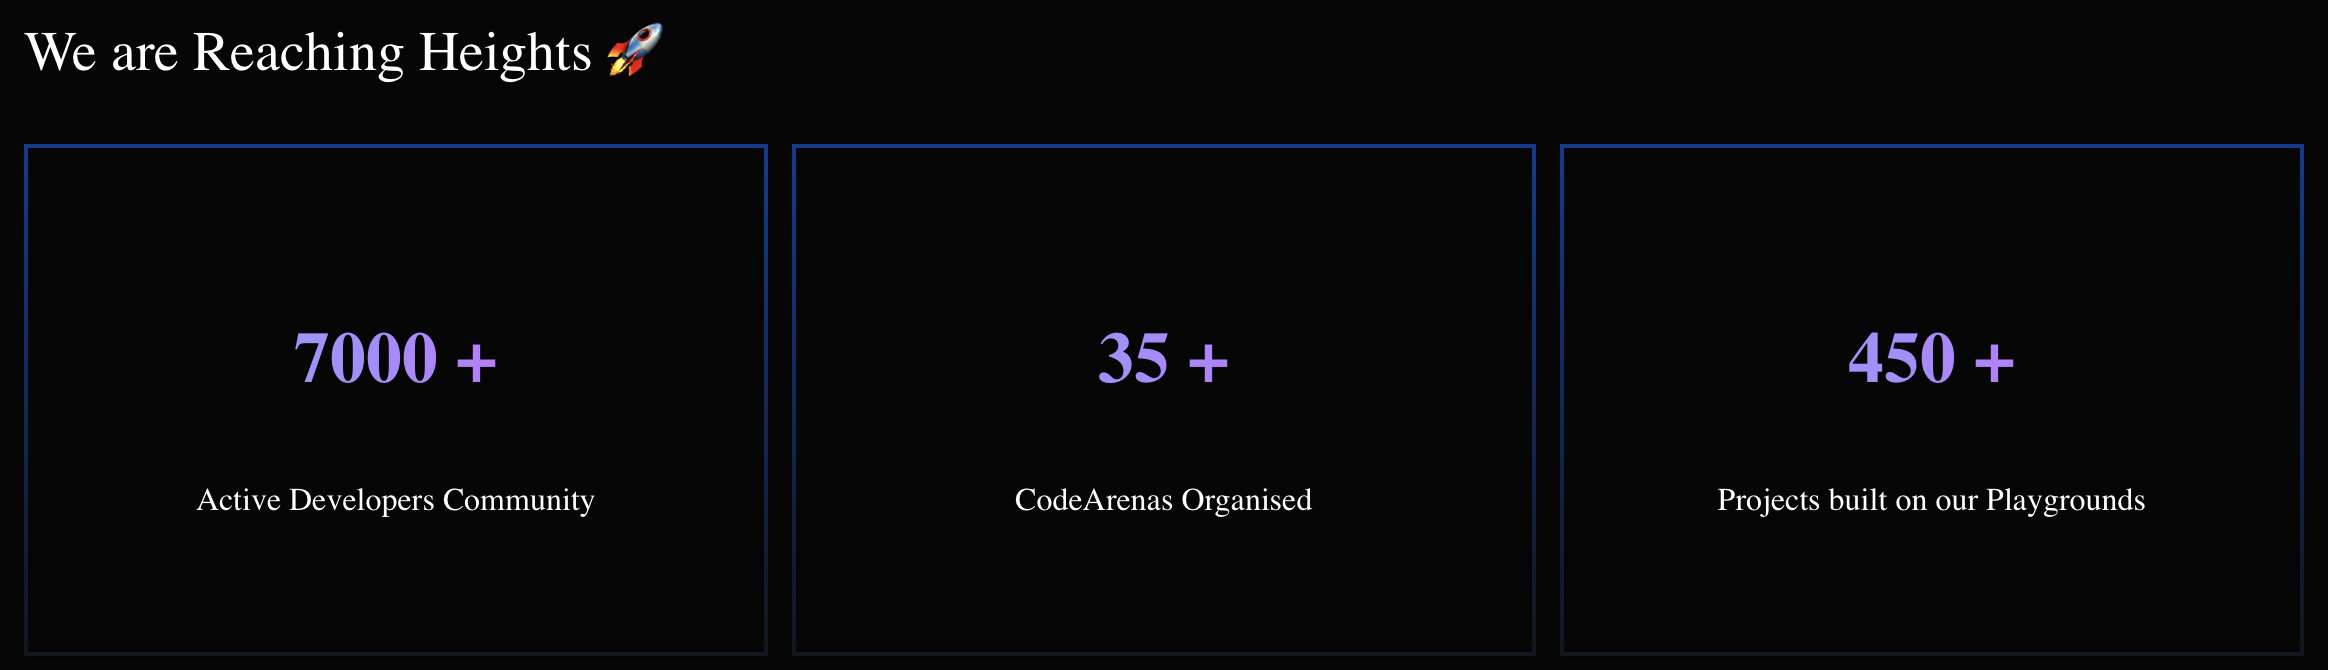 We are Reaching Heights 🚀
7000 +
Active Developers Community
35 +
CodeArenas Organised
450 +
Projects built on our Playgrounds